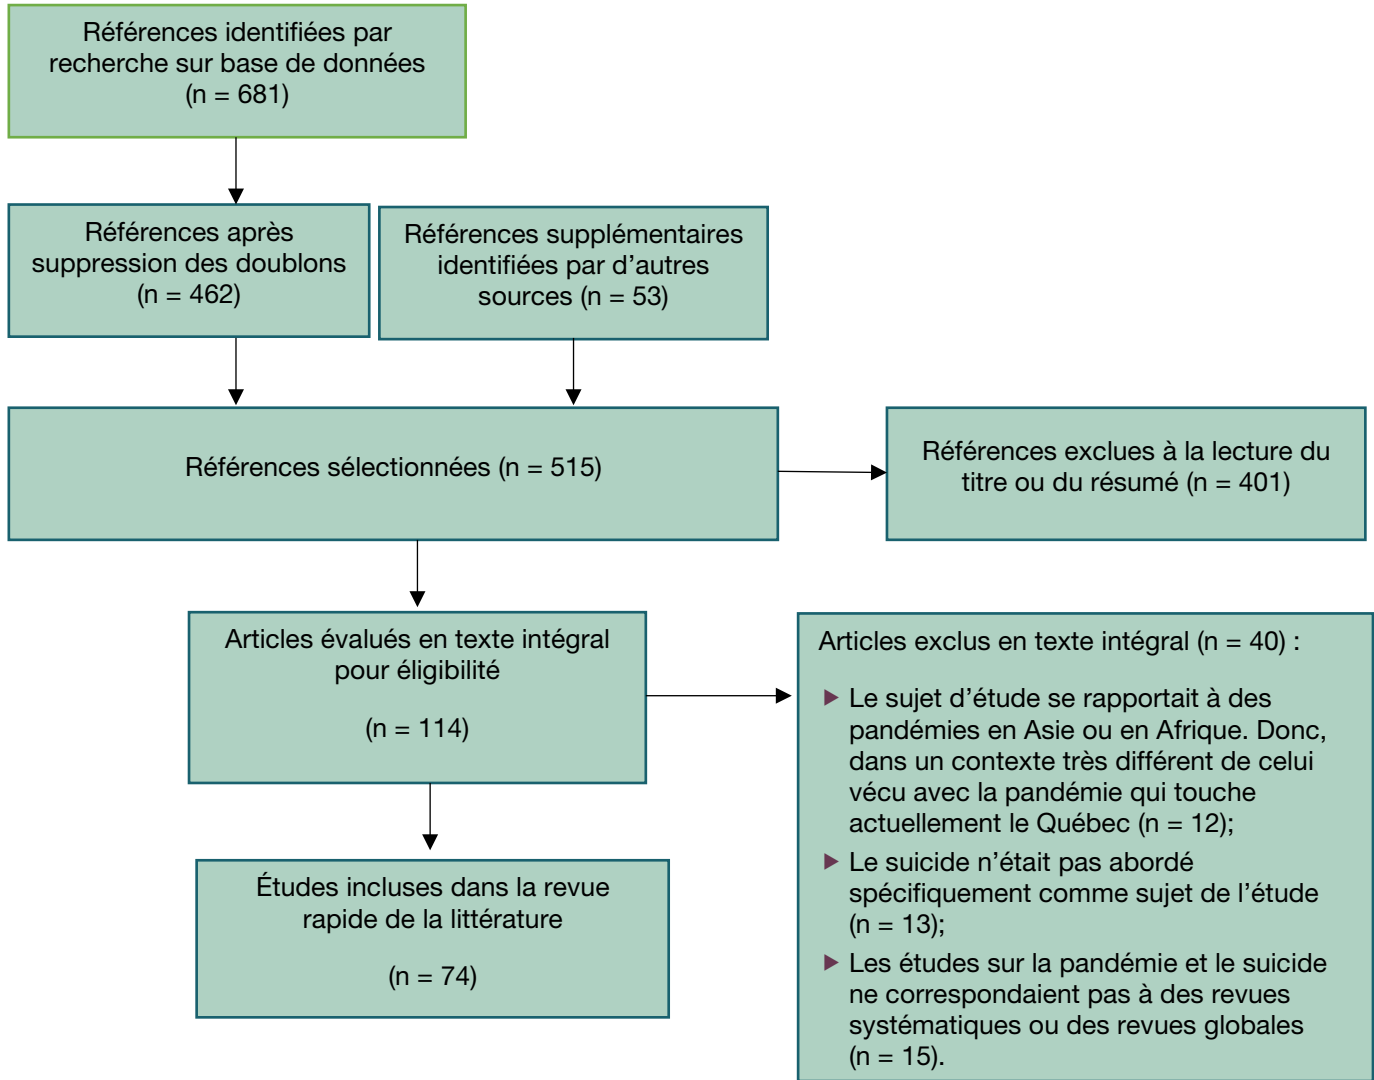 Références identifiées par
recherche sur base de données
(n = 681)
Références après
suppression des doublons
(n = 462)
Références supplémentaires
identifiées par d’autres
sources (n = 53)
Références sélectionnées (n = 515)
Références exclues à la lecture du
titre ou du résumé (n = 401)
Articles évalués en texte intégral
pour éligibilité
(n = 114)
Articles exclus en texte intégral (n = 40) :
Le sujet d’étude se rapportait à des
pandémies en Asie ou en Afrique. Donc,
dans un contexte très différent de celui
vécu avec la pandémie qui touche
actuellement le Québec (n = 12);
Le suicide n’était pas abordé
spécifiquement comme sujet de l’étude
(n = 13);
Les études sur la pandémie et le suicide
ne correspondaient pas à des revues
systématiques ou des revues globales
(n = 15).
Études incluses dans la revue
rapide de la littérature
(n = 74)